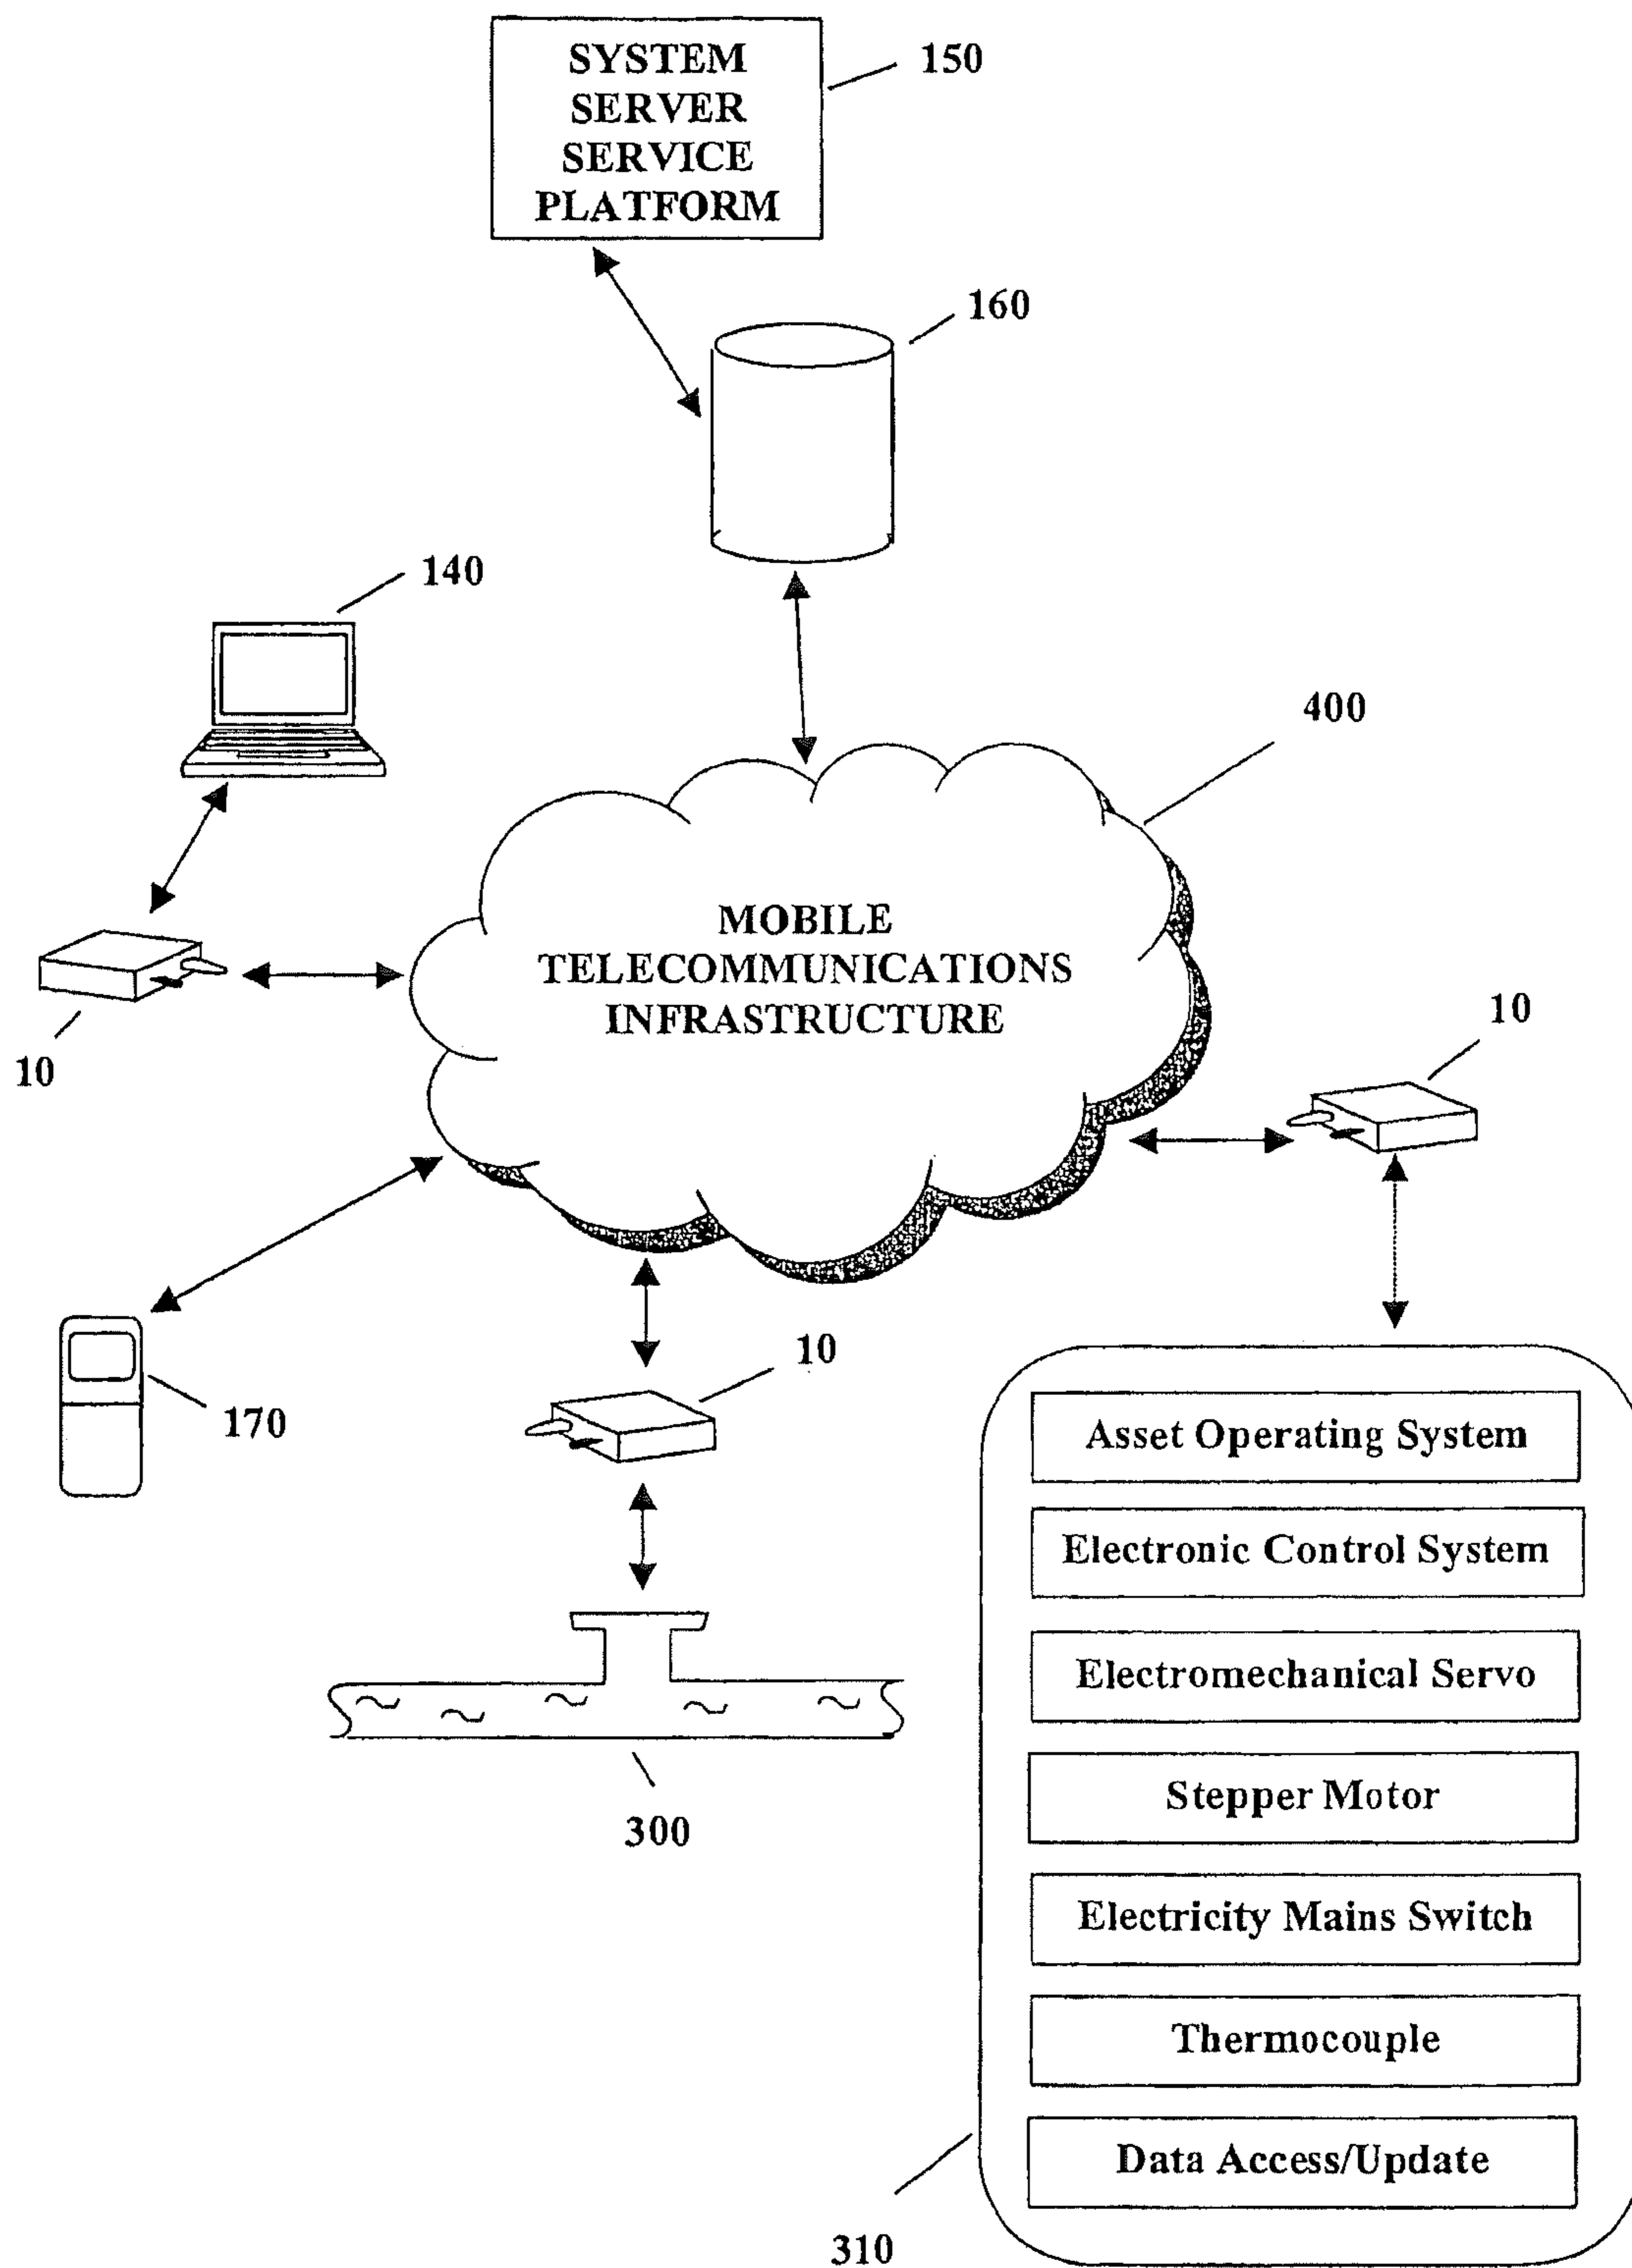 SYSTEM
SERVER
SERVICE
PLATFORM
150
160
140
400
MOBILE
TELECOMMUNICATIONS
INFRASTRUCTURE
10
10
10
170
300
Asset Operating System
Electronic Control System
Electromechanical Servo
Stepper Motor
Electricity Mains Switch
Thermocouple
Data Access/Update
310